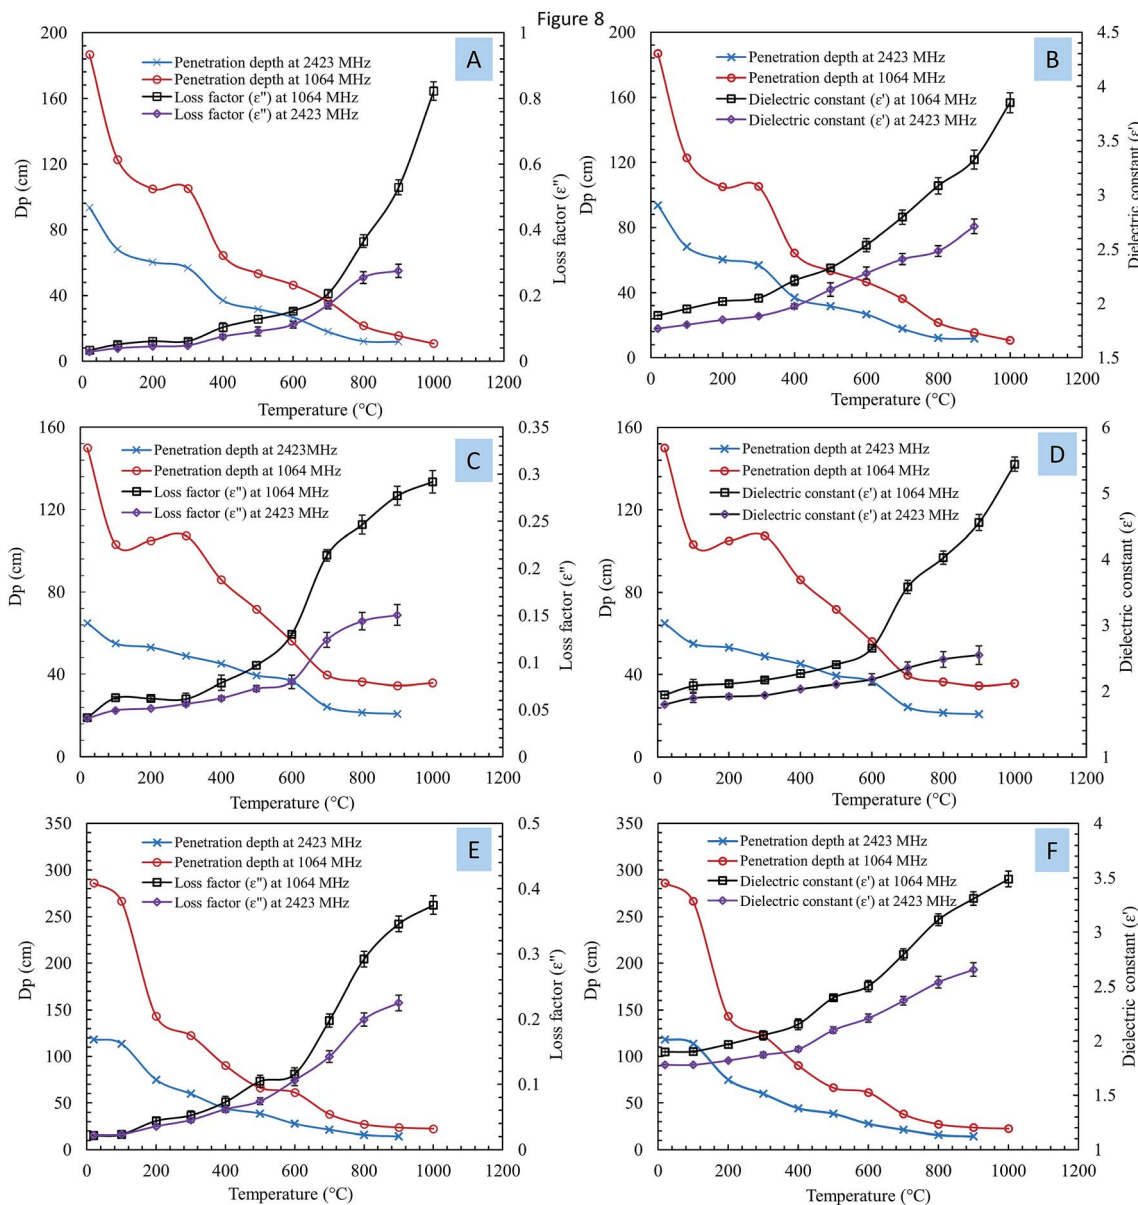 Figure 8
A
Penetration depth at 2423 MHz
Penetration depth at 1064 MHz
Loss factor (ε") at 1064 MHz
Loss factor (ε") at 2423 MHz
Dp (cm)
200
160
120
80
40
0
Loss factor (ε")
1
0.8
0.6
0.4
0.2
0
0 200 400 600 800 1000 1200
Temperature (°C)
B
Penetration depth at 2423 MHz
Penetration depth at 1064 MHz
Dielectric constant (ε') at 1064 MHz
Dielectric constant (ε') at 2423 MHz
Dp (cm)
200
160
120
80
40
0
Dielectric constant (ε')
4.5
4
3.5
3
2.5
2
1.5
0 200 400 600 800 1000 1200
Temperature (°C)
C
Penetration depth at 2423MHz
Penetration depth at 1064 MHz
Loss factor (ε") at 1064 MHz
Loss factor (ε") at 2423 MHz
Dp (cm)
160
120
80
40
0
Loss factor (ε")
0.35
0.3
0.25
0.2
0.15
0.1
0.05
0
0 200 400 600 800 1000 1200
Temperature (°C)
D
Penetration depth at 2423 MHz
Penetration depth at 1064 MHz
Dielectric constant (ε') at 1064 MHz
Dielectric constant (ε') at 2423 MHz
Dp (cm)
160
120
80
40
0
Dielectric constant (ε')
6
5
4
3
2
1
0 200 400 600 800 1000 1200
Temperature (°C)
E
Penetration depth at 2423 MHz
Penetration depth at 1064 MHz
Loss factor (ε") at 1064 MHz
Loss factor (ε") at 2423 MHz
Dp (cm)
350
300
250
200
150
100
50
0
Loss factor (ε")
0.5
0.4
0.3
0.2
0.1
0
0 200 400 600 800 1000 1200
Temperature (°C)
F
Penetration depth at 2423 MHz
Penetration depth at 1064 MHz
Dielectric constant (ε') at 1064 MHz
Dielectric constant (ε') at 2423 MHz
Dp (cm)
350
300
250
200
150
100
50
0
Dielectric constant (ε')
4
3.5
3
2.5
2
1.5
1
0 200 400 600 800 1000 1200
Temperature (°C)